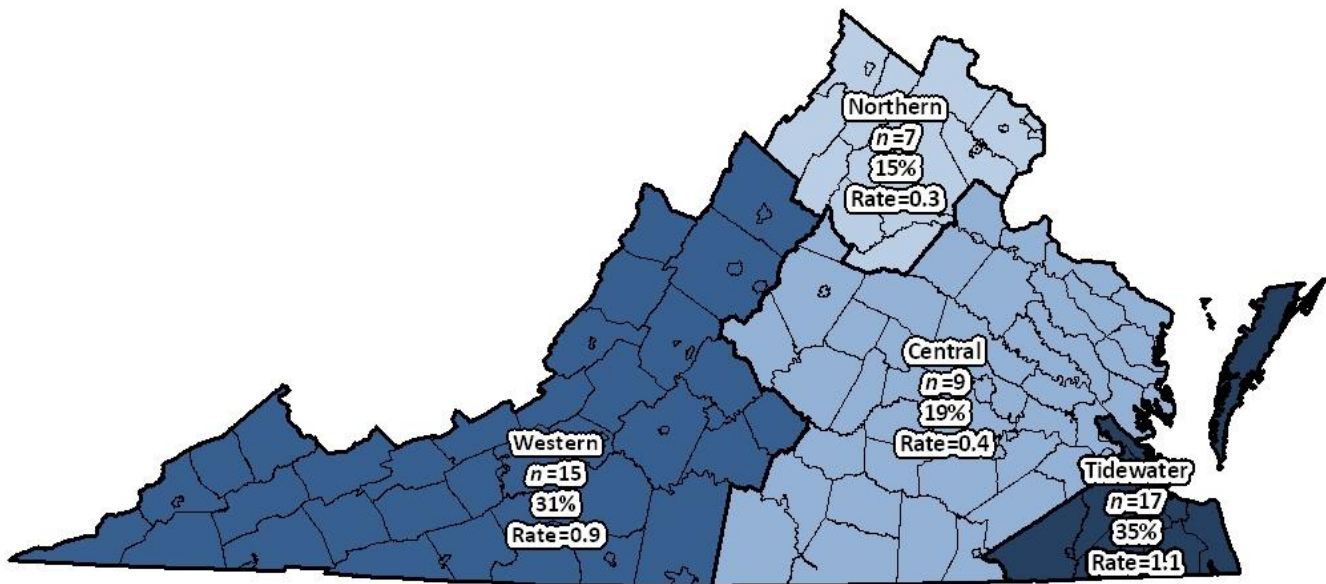 Northern
n=7
15%
Rate=0.3
Central
n=9
19%
Rate=0.4
Western
n=15
31%
Rate=0.9
Tidewater
n=17
35%
Rate=1.1